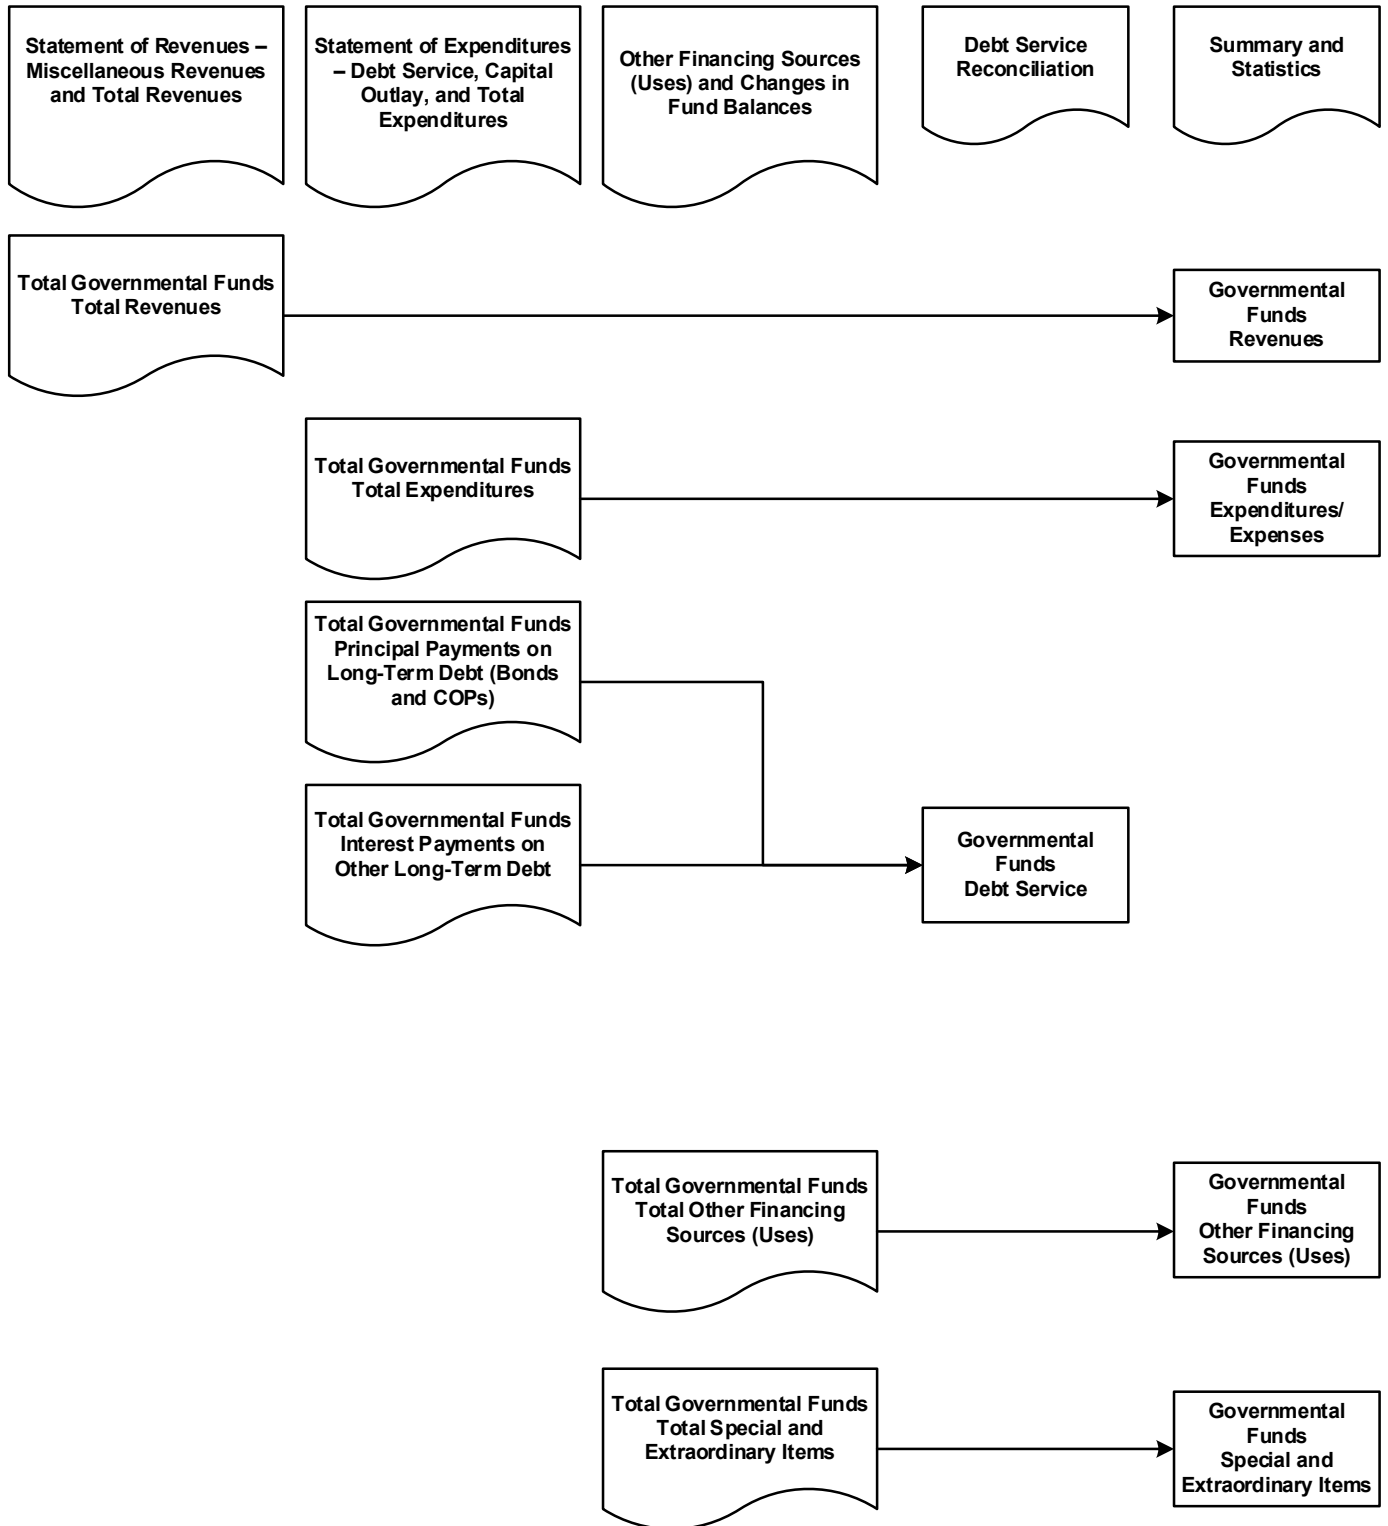 Statement of Revenues –
Miscellaneous Revenues
and Total Revenues
Statement of Expenditures
– Debt Service, Capital
Outlay, and Total
Expenditures
Other Financing Sources
(Uses) and Changes in
Fund Balances
Debt Service
Reconciliation
Summary and
Statistics
Total Governmental Funds
Total Revenues
Governmental
Funds
Revenues
Total Governmental Funds
Total Expenditures
Governmental
Funds
Expenditures/
Expenses
Total Governmental Funds
Principal Payments on
Long-Term Debt (Bonds
and COPs)
Total Governmental Funds
Interest Payments on
Other Long-Term Debt
Governmental
Funds
Debt Service
Total Governmental Funds
Total Other Financing
Sources (Uses)
Governmental
Funds
Other Financing
Sources (Uses)
Total Governmental Funds
Total Special and
Extraordinary Items
Governmental
Funds
Special and
Extraordinary Items